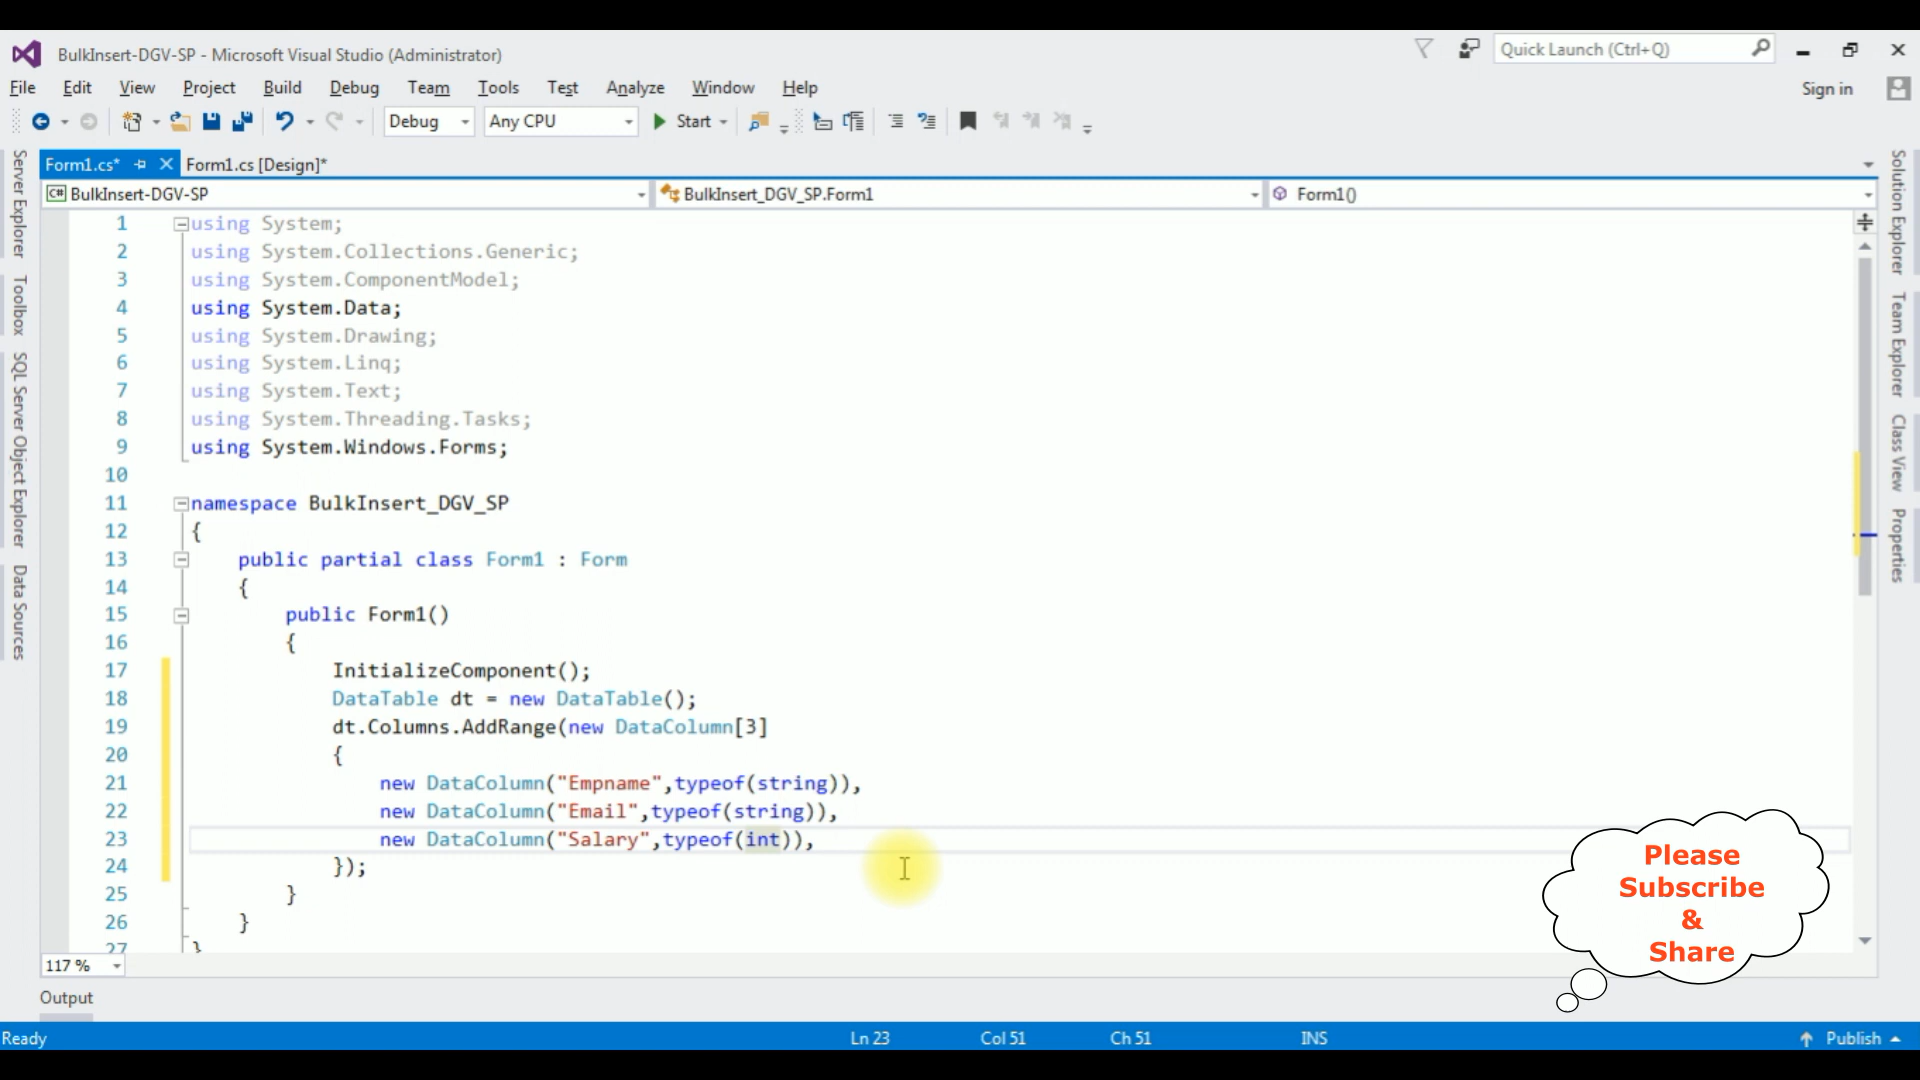 BulkInsert-DGV-SP - Microsoft Visual Studio (Administrator)
Quick Launch (Ctrl+Q)
File Edit View Project Build Debug Team Tools Test Analyze Window Help
Sign in
Debug Any CPU Start
Form1.cs* Form1.cs [Design]*
C# BulkInsert-DGV-SP BulkInsert_DGV_SP.Form1 Form1()
Server Explorer
Toolbox
SQL Server Object Explorer
Data Sources
Solution Explorer
Team Explorer
Class View
Properties
1 using System;
2 using System.Collections.Generic;
3 using System.ComponentModel;
4 using System.Data;
5 using System.Drawing;
6 using System.Linq;
7 using System.Text;
8 using System.Threading.Tasks;
9 using System.Windows.Forms;
10
11 namespace BulkInsert_DGV_SP
12 {
13 public partial class Form1 : Form
14 {
15 public Form1()
16 {
17 InitializeComponent();
18 DataTable dt = new DataTable();
19 dt.Columns.AddRange(new DataColumn[3]
20 {
21 new DataColumn("Empname",typeof(string)),
22 new DataColumn("Email",typeof(string)),
23 new DataColumn("Salary",typeof(int)),
24 });
25 }
26 }
27 }
Please
Subscribe
&
Share
117 %
Output
Ready Ln 23 Col 51 Ch 51 INS Publish